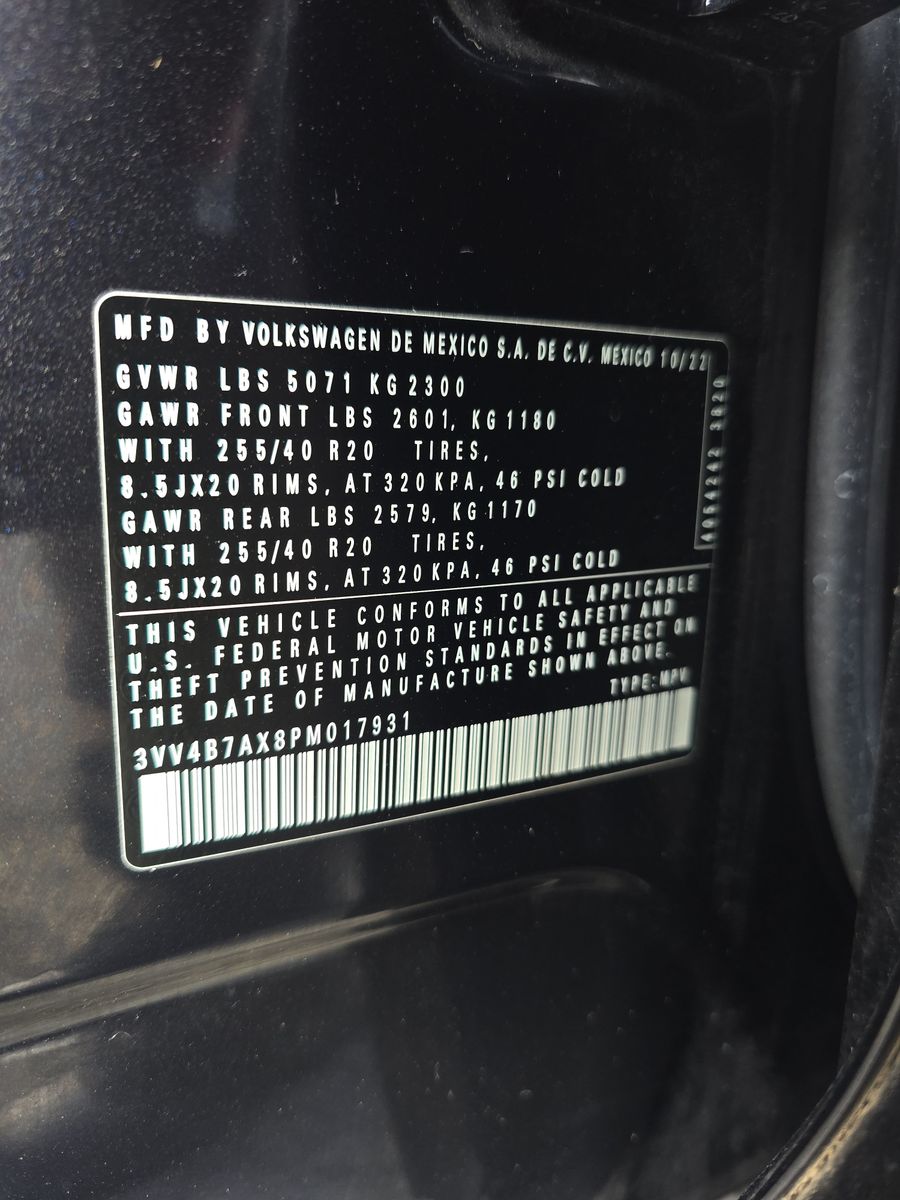 MFD BY VOLKSWAGEN DE MEXICO S.A. DE C.V. MEXICO 10/22
GVWR LBS 5071 KG 2300
GAWR FRONT LBS 2601, KG 1180
WITH 255/40 R20 TIRES,
8.5JX20 RIMS, AT 320 KPA, 46 PSI COLD
GAWR REAR LBS 2579, KG 1170
WITH 255/40 R20 TIRES,
8.5JX20 RIMS, AT 320 KPA, 46 PSI COLD
THIS VEHICLE CONFORMS TO ALL APPLICABLE
U.S. FEDERAL MOTOR VEHICLE SAFETY AND
THEFT PREVENTION STANDARDS IN EFFECT ON
THE DATE OF MANUFACTURE SHOWN ABOVE.
TYPE: MPV
3VV4B7AX8PM017931